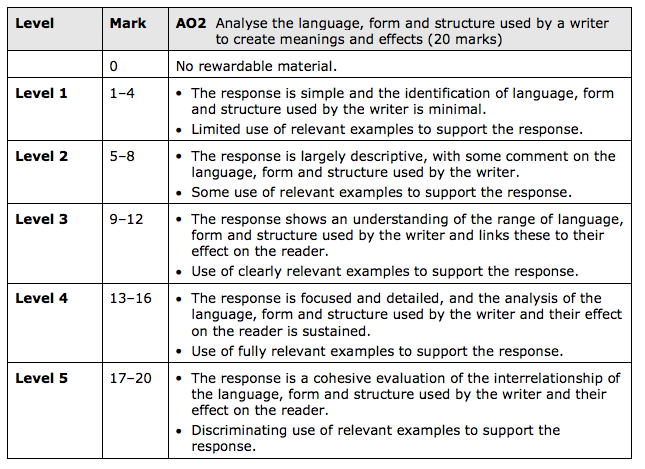 Level Mark AO2 Analyse the language, form and structure used by a writer
to create meanings and effects (20 marks)
0 No rewardable material.
Level 1 1–4 • The response is simple and the identification of language, form
and structure used by the writer is minimal.
• Limited use of relevant examples to support the response.
Level 2 5–8 • The response is largely descriptive, with some comment on the
language, form and structure used by the writer.
• Some use of relevant examples to support the response.
Level 3 9–12 • The response shows an understanding of the range of language,
form and structure used by the writer and links these to their
effect on the reader.
• Use of clearly relevant examples to support the response.
Level 4 13–16 • The response is focused and detailed, and the analysis of the
language, form and structure used by the writer and their effect
on the reader is sustained.
• Use of fully relevant examples to support the response.
Level 5 17–20 • The response is a cohesive evaluation of the interrelationship of
the language, form and structure used by the writer and their
effect on the reader.
• Discriminating use of relevant examples to support the
response.